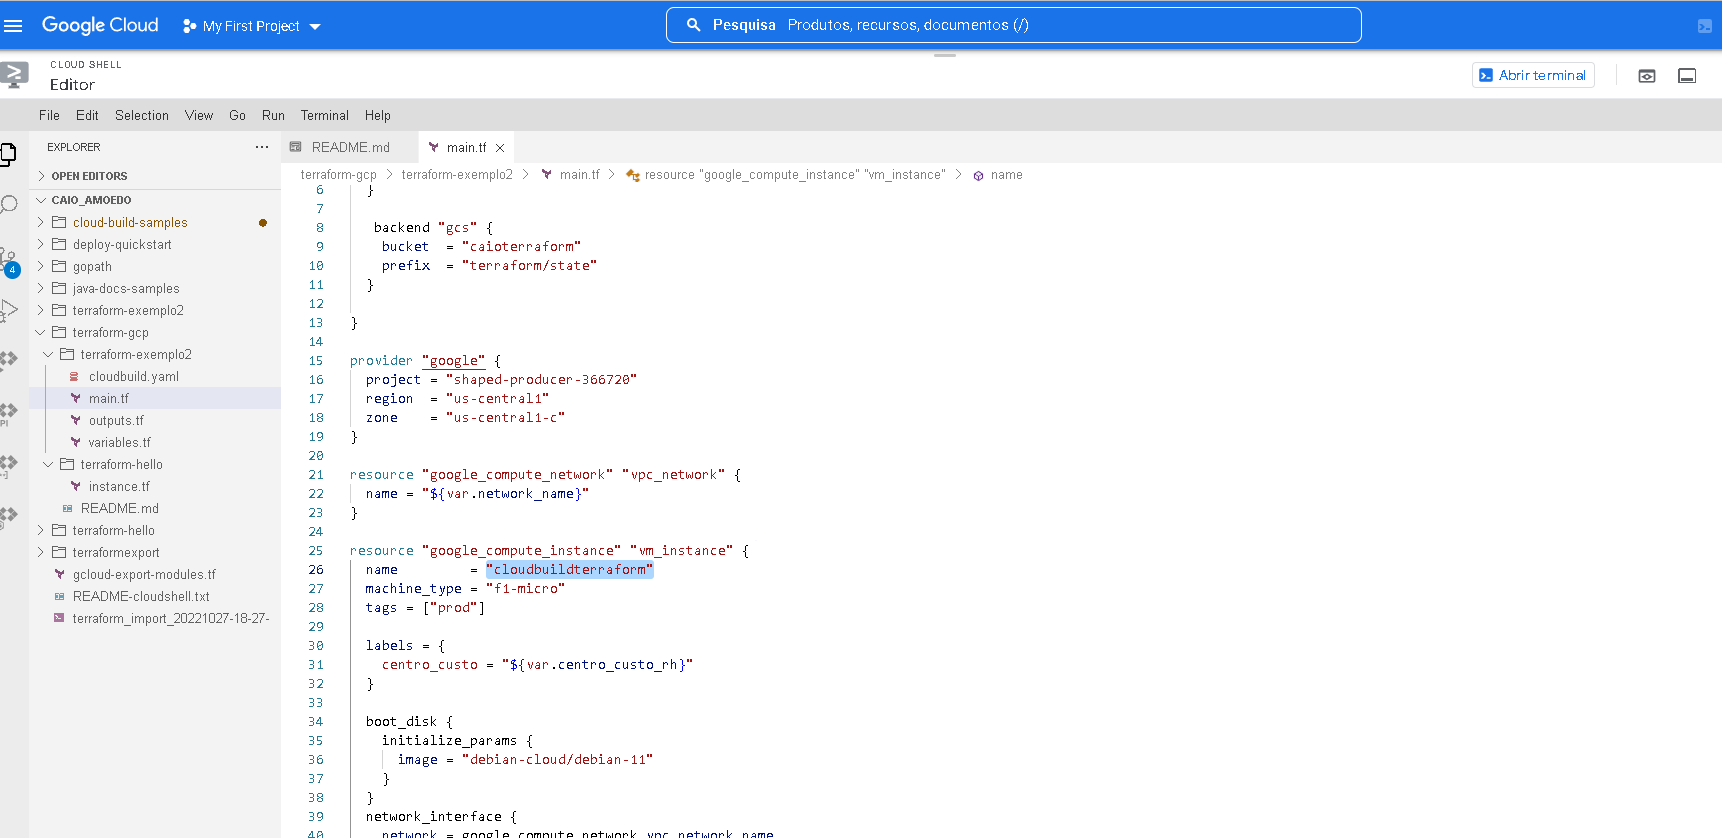 Google Cloud My First Project Pesquisa Produtos, recursos, documentos (/)
CLOUD SHELL
Editor
Abrir terminal
File Edit Selection View Go Run Terminal Help
EXPLORER
OPEN EDITORS
CAIO_AMOEDO
cloud-build-samples
deploy-quickstart
gopath
java-docs-samples
terraform-exemplo2
terraform-gcp
terraform-exemplo2
cloudbuild.yaml
main.tf
outputs.tf
variables.tf
terraform-hello
instance.tf
README.md
terraform-hello
terraformexport
gcloud-export-modules.tf
README-cloudshell.txt
terraform_import_20221027-18-27-
4
PI
README.md main.tf
terraform-gcp > terraform-exemplo2 > main.tf > resource "google_compute_instance" "vm_instance" > name
6 }
7
8 backend "gcs" {
9 bucket = "caioterraform"
10 prefix = "terraform/state"
11 }
12
13 }
14
15 provider "google" {
16 project = "shaped-producer-366720"
17 region = "us-central1"
18 zone = "us-central1-c"
19 }
20
21 resource "google_compute_network" "vpc_network" {
22 name = "${var.network_name}"
23 }
24
25 resource "google_compute_instance" "vm_instance" {
26 name = "cloudbuildterraform"
27 machine_type = "f1-micro"
28 tags = ["prod"]
29
30 labels = {
31 centro_custo = "${var.centro_custo_rh}"
32 }
33
34 boot_disk {
35 initialize_params {
36 image = "debian-cloud/debian-11"
37 }
38 }
39 network_interface {
40 network = google_compute_network.vpc_network.name